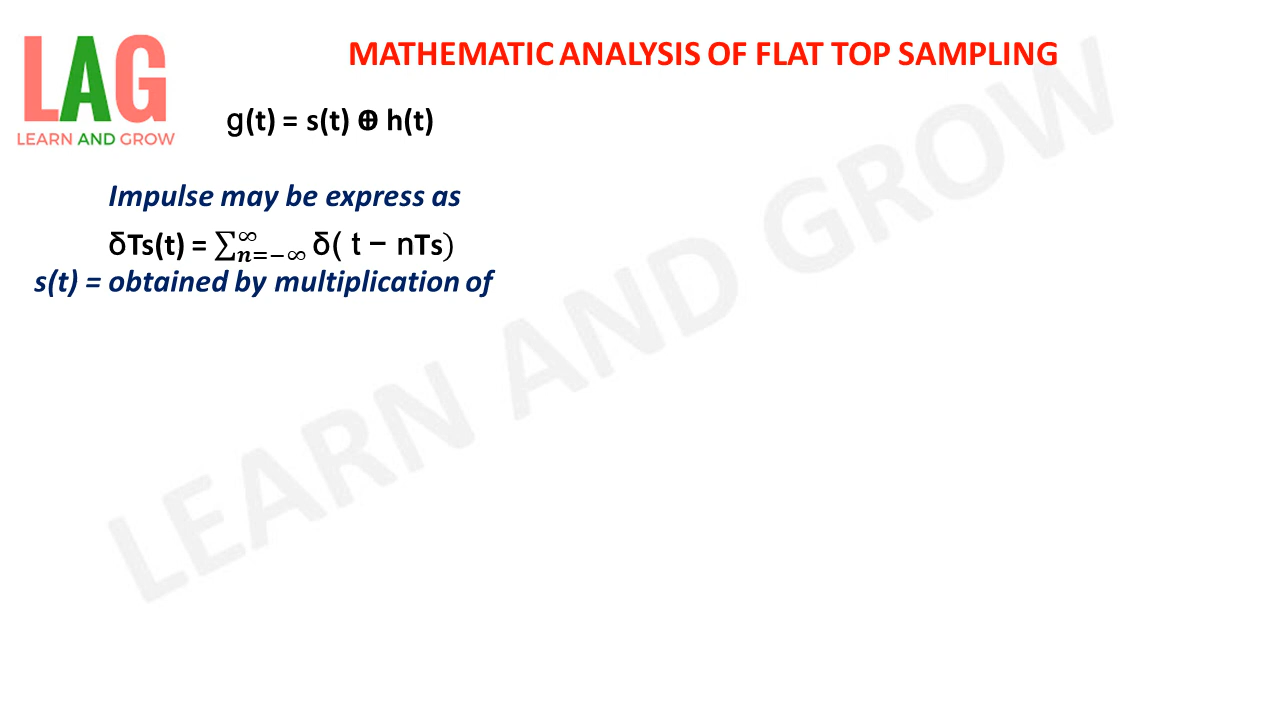 LAG
LEARN AND GROW
MATHEMATIC ANALYSIS OF FLAT TOP SAMPLING
g(t) = s(t) ⊕ h(t)
Impulse may be express as
δTs(t) = ∑_{n=−∞}^{∞} δ( t − nTs)
s(t) = obtained by multiplication of
LEARN AND GROW